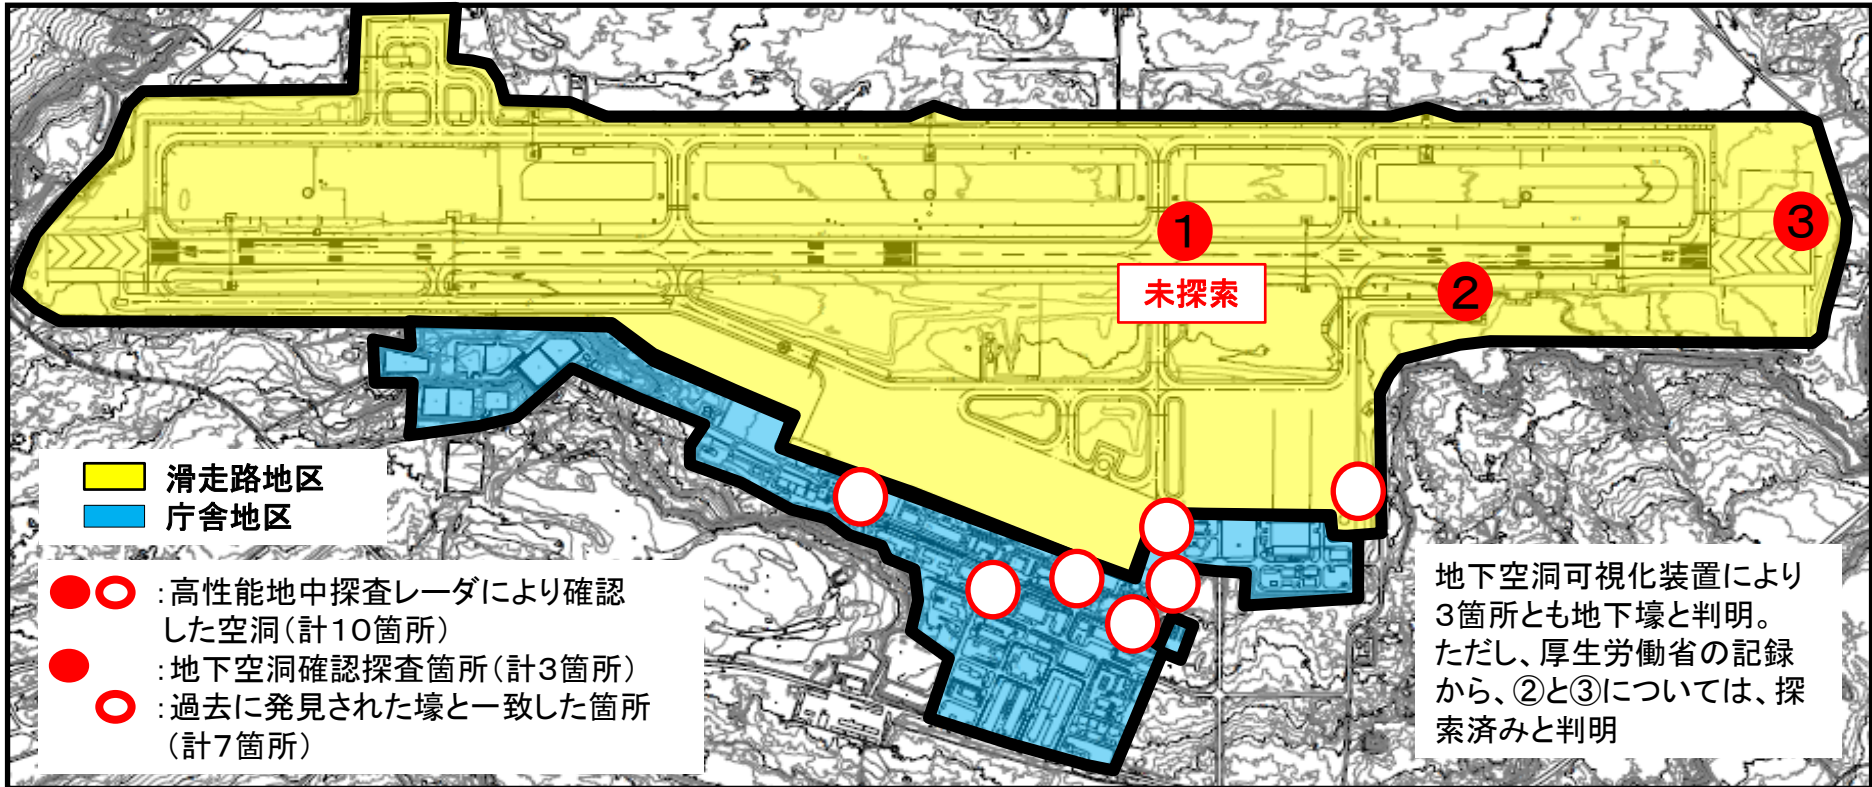 1
3
2
未探索
滑走路地区
庁舎地区
:高性能地中探査レーダにより確認
した空洞(計10箇所)
:地下空洞確認探査箇所(計3箇所)
:過去に発見された壕と一致した箇所
(計7箇所)
地下空洞可視化装置により
3箇所とも地下壕と判明。
ただし、厚生労働省の記録
から、②と③については、探
索済みと判明